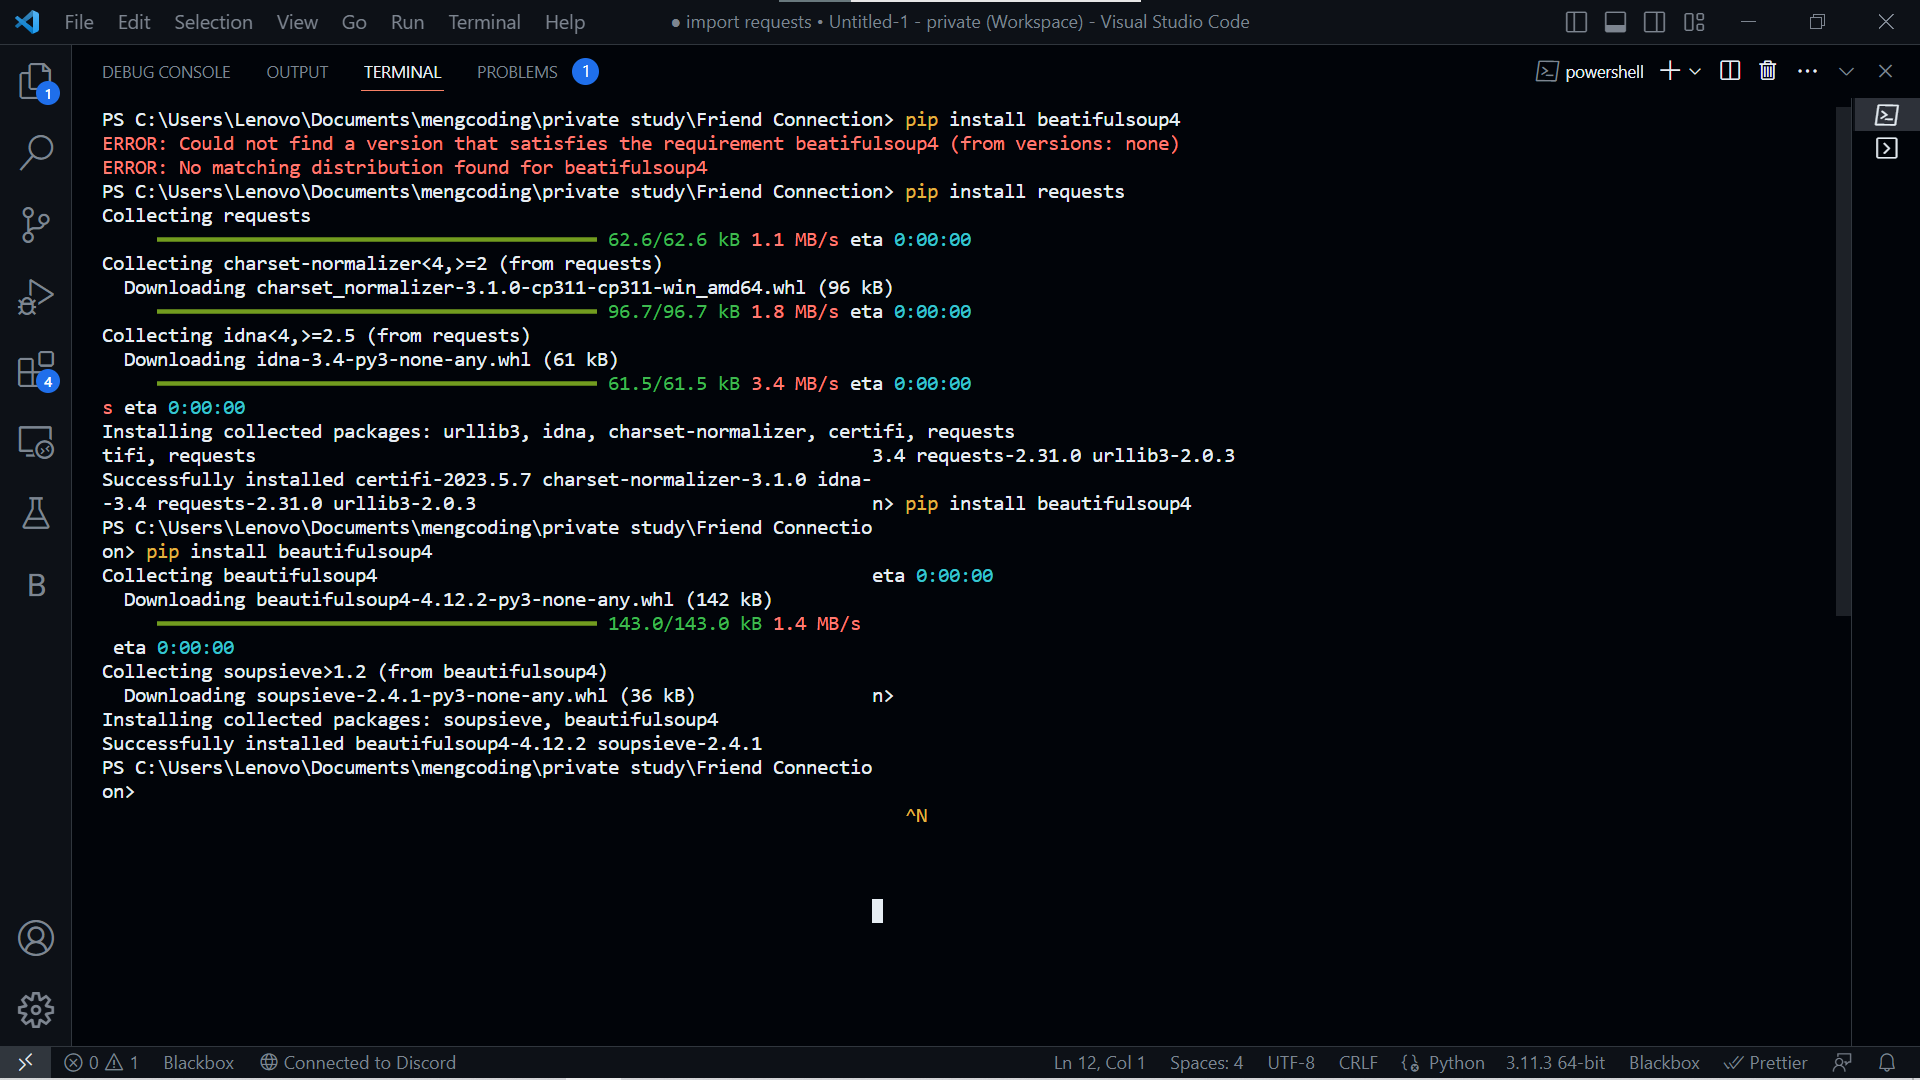 File Edit Selection View Go Run Terminal Help
● import requests • Untitled-1 - private (Workspace) - Visual Studio Code
DEBUG CONSOLE OUTPUT TERMINAL PROBLEMS 1
powershell
1
4
B
PS C:\Users\Lenovo\Documents\mengcoding\private study\Friend Connection> pip install beatifulsoup4
ERROR: Could not find a version that satisfies the requirement beatifulsoup4 (from versions: none)
ERROR: No matching distribution found for beatifulsoup4
PS C:\Users\Lenovo\Documents\mengcoding\private study\Friend Connection> pip install requests
Collecting requests
62.6/62.6 kB 1.1 MB/s eta 0:00:00
Collecting charset-normalizer<4,>=2 (from requests)
Downloading charset_normalizer-3.1.0-cp311-cp311-win_amd64.whl (96 kB)
96.7/96.7 kB 1.8 MB/s eta 0:00:00
Collecting idna<4,>=2.5 (from requests)
Downloading idna-3.4-py3-none-any.whl (61 kB)
61.5/61.5 kB 3.4 MB/s eta 0:00:00
s eta 0:00:00
Installing collected packages: urllib3, idna, charset-normalizer, certifi, requests
tifi, requests 3.4 requests-2.31.0 urllib3-2.0.3
Successfully installed certifi-2023.5.7 charset-normalizer-3.1.0 idna-
-3.4 requests-2.31.0 urllib3-2.0.3 n> pip install beautifulsoup4
PS C:\Users\Lenovo\Documents\mengcoding\private study\Friend Connectio
on> pip install beautifulsoup4
Collecting beautifulsoup4 eta 0:00:00
Downloading beautifulsoup4-4.12.2-py3-none-any.whl (142 kB)
143.0/143.0 kB 1.4 MB/s
eta 0:00:00
Collecting soupsieve>1.2 (from beautifulsoup4)
Downloading soupsieve-2.4.1-py3-none-any.whl (36 kB) n>
Installing collected packages: soupsieve, beautifulsoup4
Successfully installed beautifulsoup4-4.12.2 soupsieve-2.4.1
PS C:\Users\Lenovo\Documents\mengcoding\private study\Friend Connectio
on>
^N
0 1 Blackbox Connected to Discord
Ln 12, Col 1 Spaces: 4 UTF-8 CRLF Python 3.11.3 64-bit Blackbox Prettier